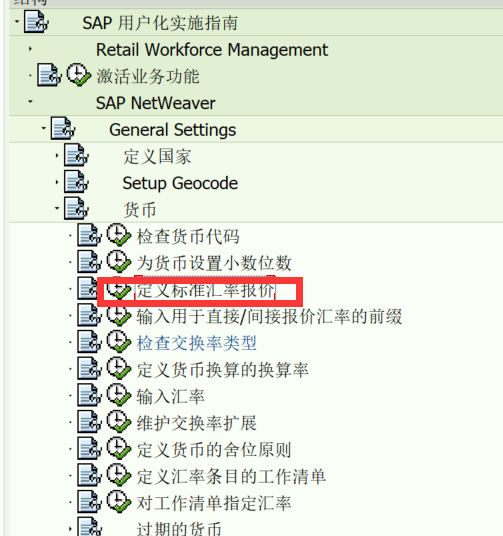 结构
SAP 用户化实施指南
Retail Workforce Management
激活业务功能
SAP NetWeaver
General Settings
定义国家
Setup Geocode
货币
检查货币代码
为货币设置小数位数
定义标准汇率报价
输入用于直接/间接报价汇率的前缀
检查交换率类型
定义货币换算的换算率
输入汇率
维护交换率扩展
定义货币的舍位原则
定义汇率条目的工作清单
对工作清单指定汇率
过期的货币